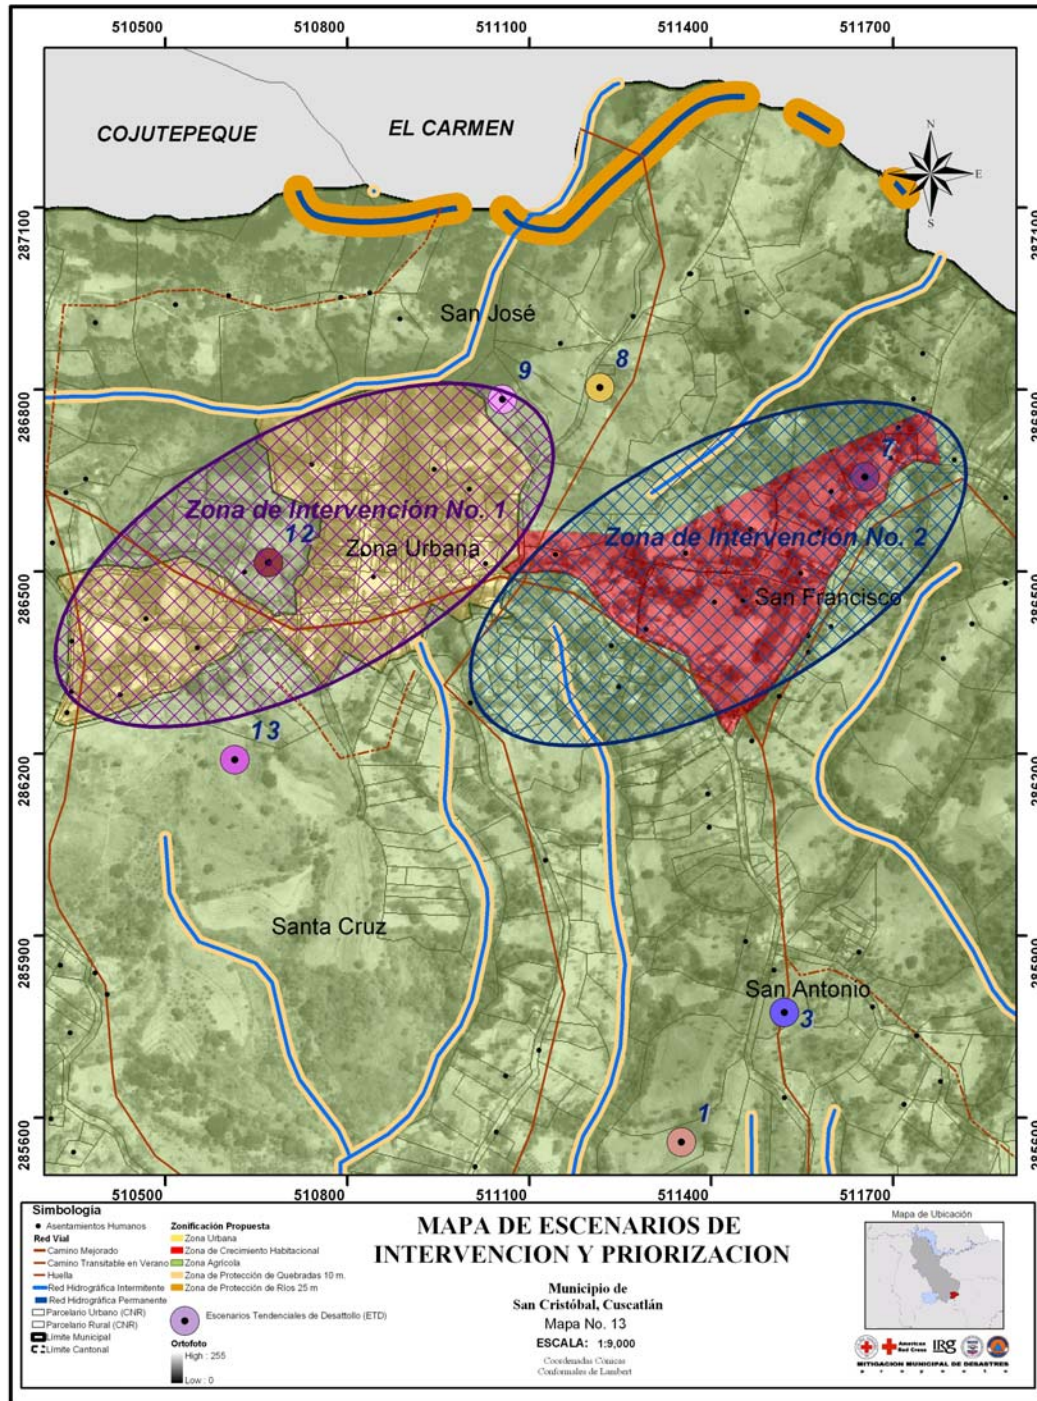 510500 510800 511100 511400 511700
COJUTEPEQUE
EL CARMEN
N
E
S
287100
287100
San José
9
8
286800
286800
7
Zona de Intervención No. 1
12
Zona Urbana
Zona de Intervención No. 2
286500
286500
San Francisco
13
286200
286200
Santa Cruz
285900
285900
San Antonio
3
1
285600
285600
510500 510800 511100 511400 511700
Simbología
Asentamientos Humanos
Red Vial
Camino Mejorado
Camino Transitable en Verano
Huella
Red Hidrográfica Intermitente
Red Hidrográfica Permanente
Parcelario Urbano (CNR)
Parcelario Rural (CNR)
Límite Municipal
Límite Cantonal
Zonificación Propuesta
Zona Urbana
Zona de Crecimiento Habitacional
Zona Agrícola
Zona de Protección de Quebradas 10 m.
Zona de Protección de Ríos 25 m
Escenarios Tendenciales de Desattollo (ETD)
Ortofoto
High : 255
Low : 0
MAPA DE ESCENARIOS DE
INTERVENCION Y PRIORIZACION
Municipio de
San Cristóbal, Cuscatlán
Mapa No. 13
ESCALA: 1:9,000
Coordenadas Cónicas
Conformales de Lambert
Mapa de Ubicación
American
Red Cross
IRg
MITIGACION MUNICIPAL DE DESASTRES
p r o y e c t o